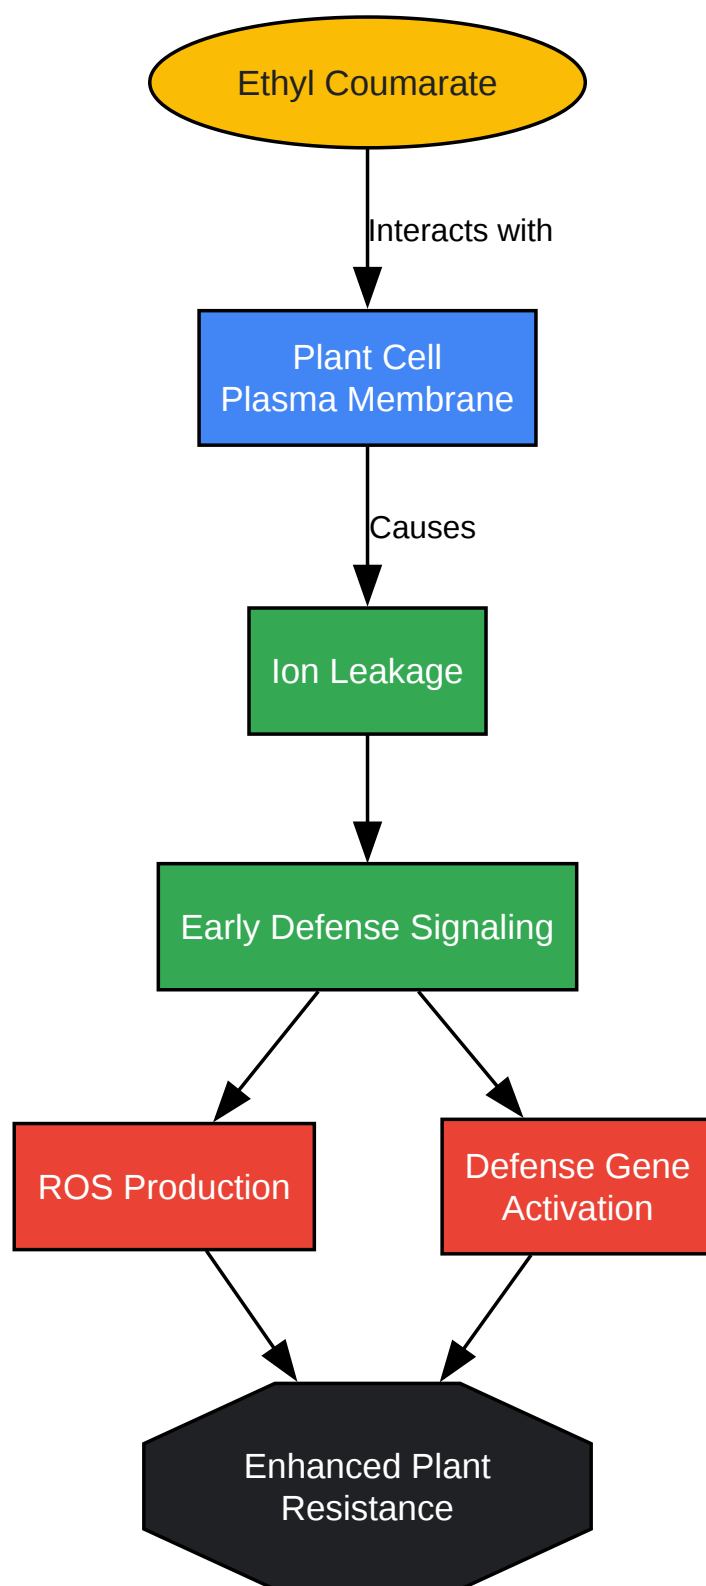 Ethyl Coumarate
Interacts with
Plant Cell
Plasma Membrane
Causes
Ion Leakage
Early Defense Signaling
ROS Production
Defense Gene
Activation
Enhanced Plant
Resistance